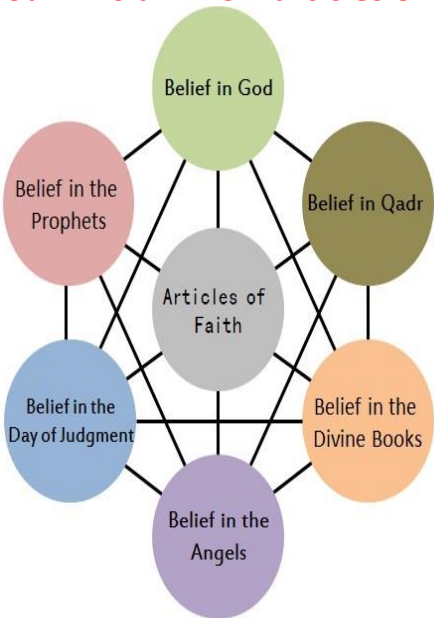 Belief in God
Belief in the
Prophets
Belief in Qadr
Articles of
Faith
Belief in the
Day of Judgment
Belief in the
Divine Books
Belief in the
Angels